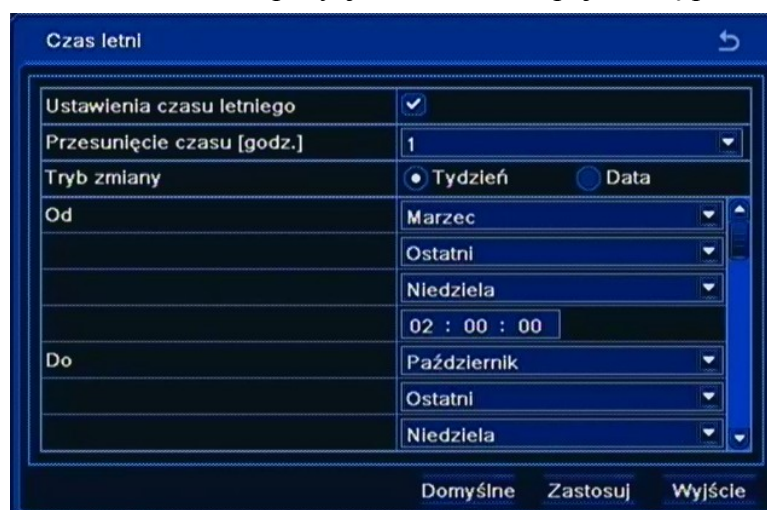 Czas letni
Ustawienia czasu letniego
Przesunięcie czasu [godz.] 1
Tryb zmiany Tydzień Data
Od Marzec
Ostatni
Niedziela
02 : 00 : 00
Do Październik
Ostatni
Niedziela
Domyślne Zastosuj Wyjście